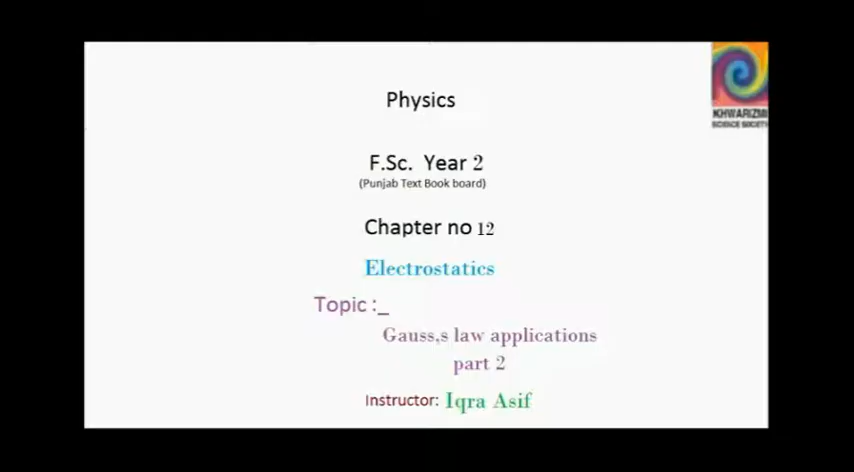 Physics
KHWARIZMI
SCIENCE SOCIETY
F.Sc. Year 2
(Punjab Text Book board)
Chapter no 12
Electrostatics
Topic :_
Gauss,s law applications
part 2
Instructor: Iqra Asif